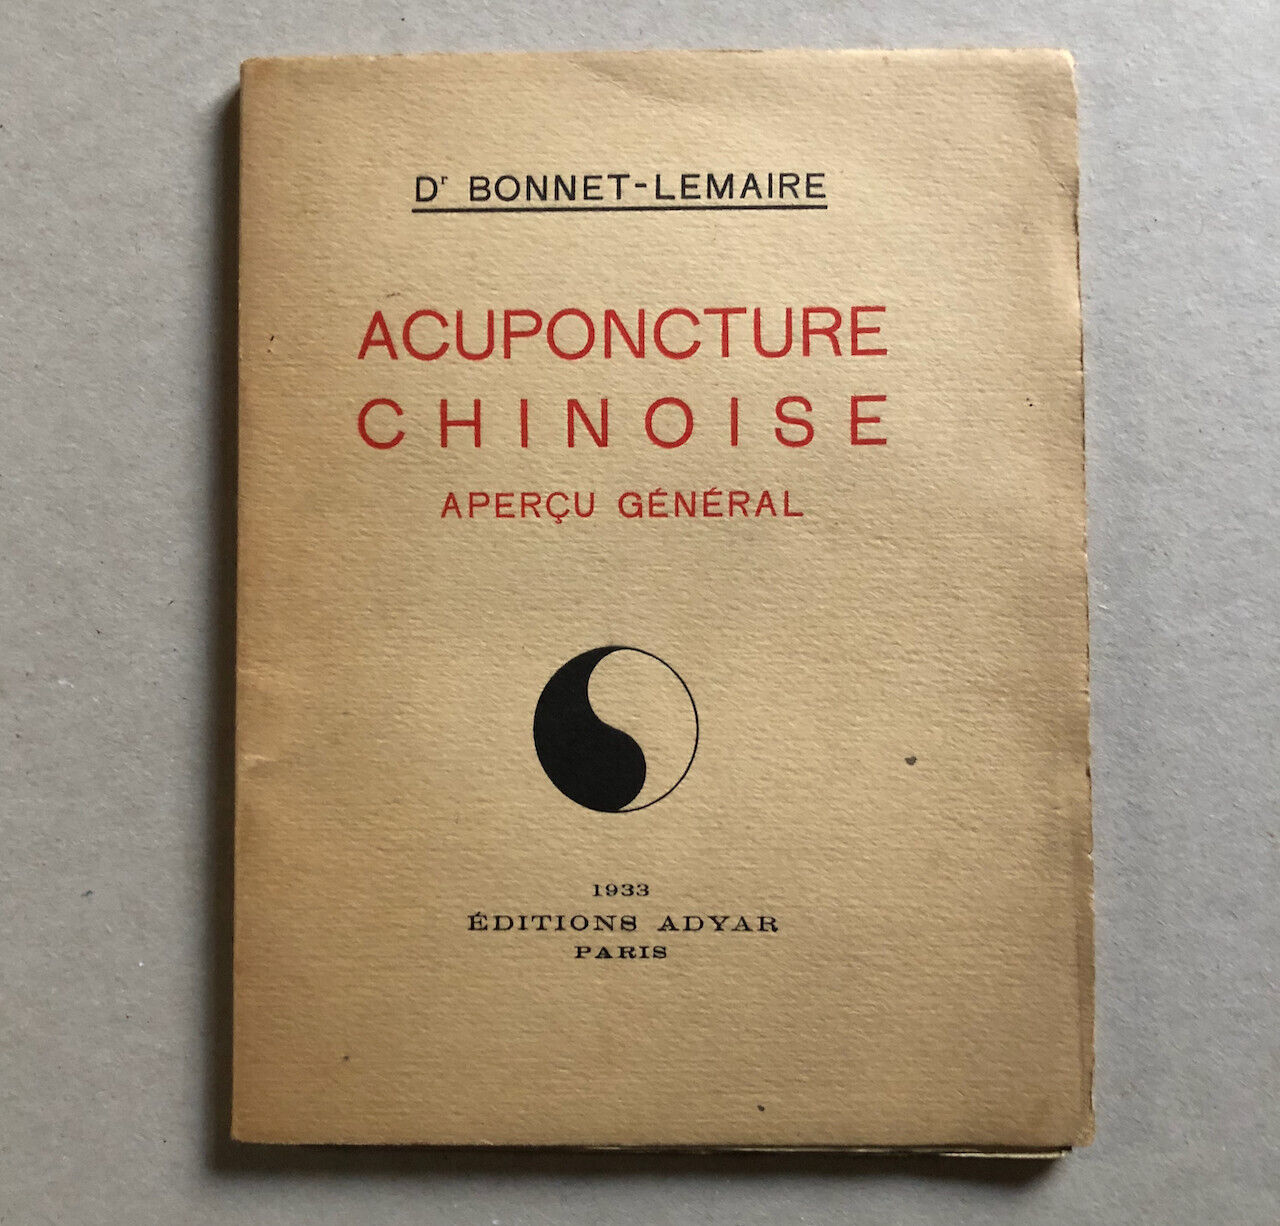 Dʳ BONNET-LEMAIRE
ACUPONCTURE
CHINOISE
APERÇU GÉNÉRAL
1933
ÉDITIONS ADYAR
PARIS